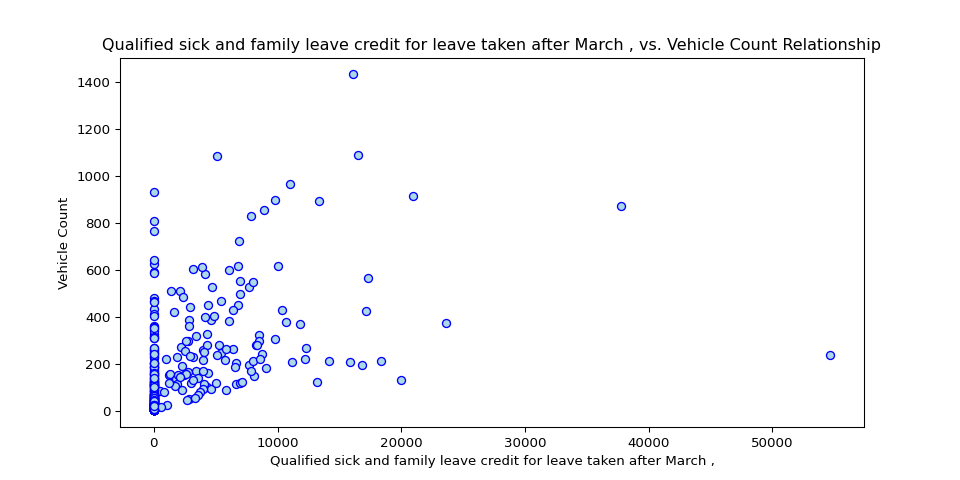 Qualified sick and family leave credit for leave taken after March , vs. Vehicle Count Relationship
1400
1200
1000
800
600
400
200
0
Vehicle Count
0 10000 20000 30000 40000 50000
Qualified sick and family leave credit for leave taken after March ,